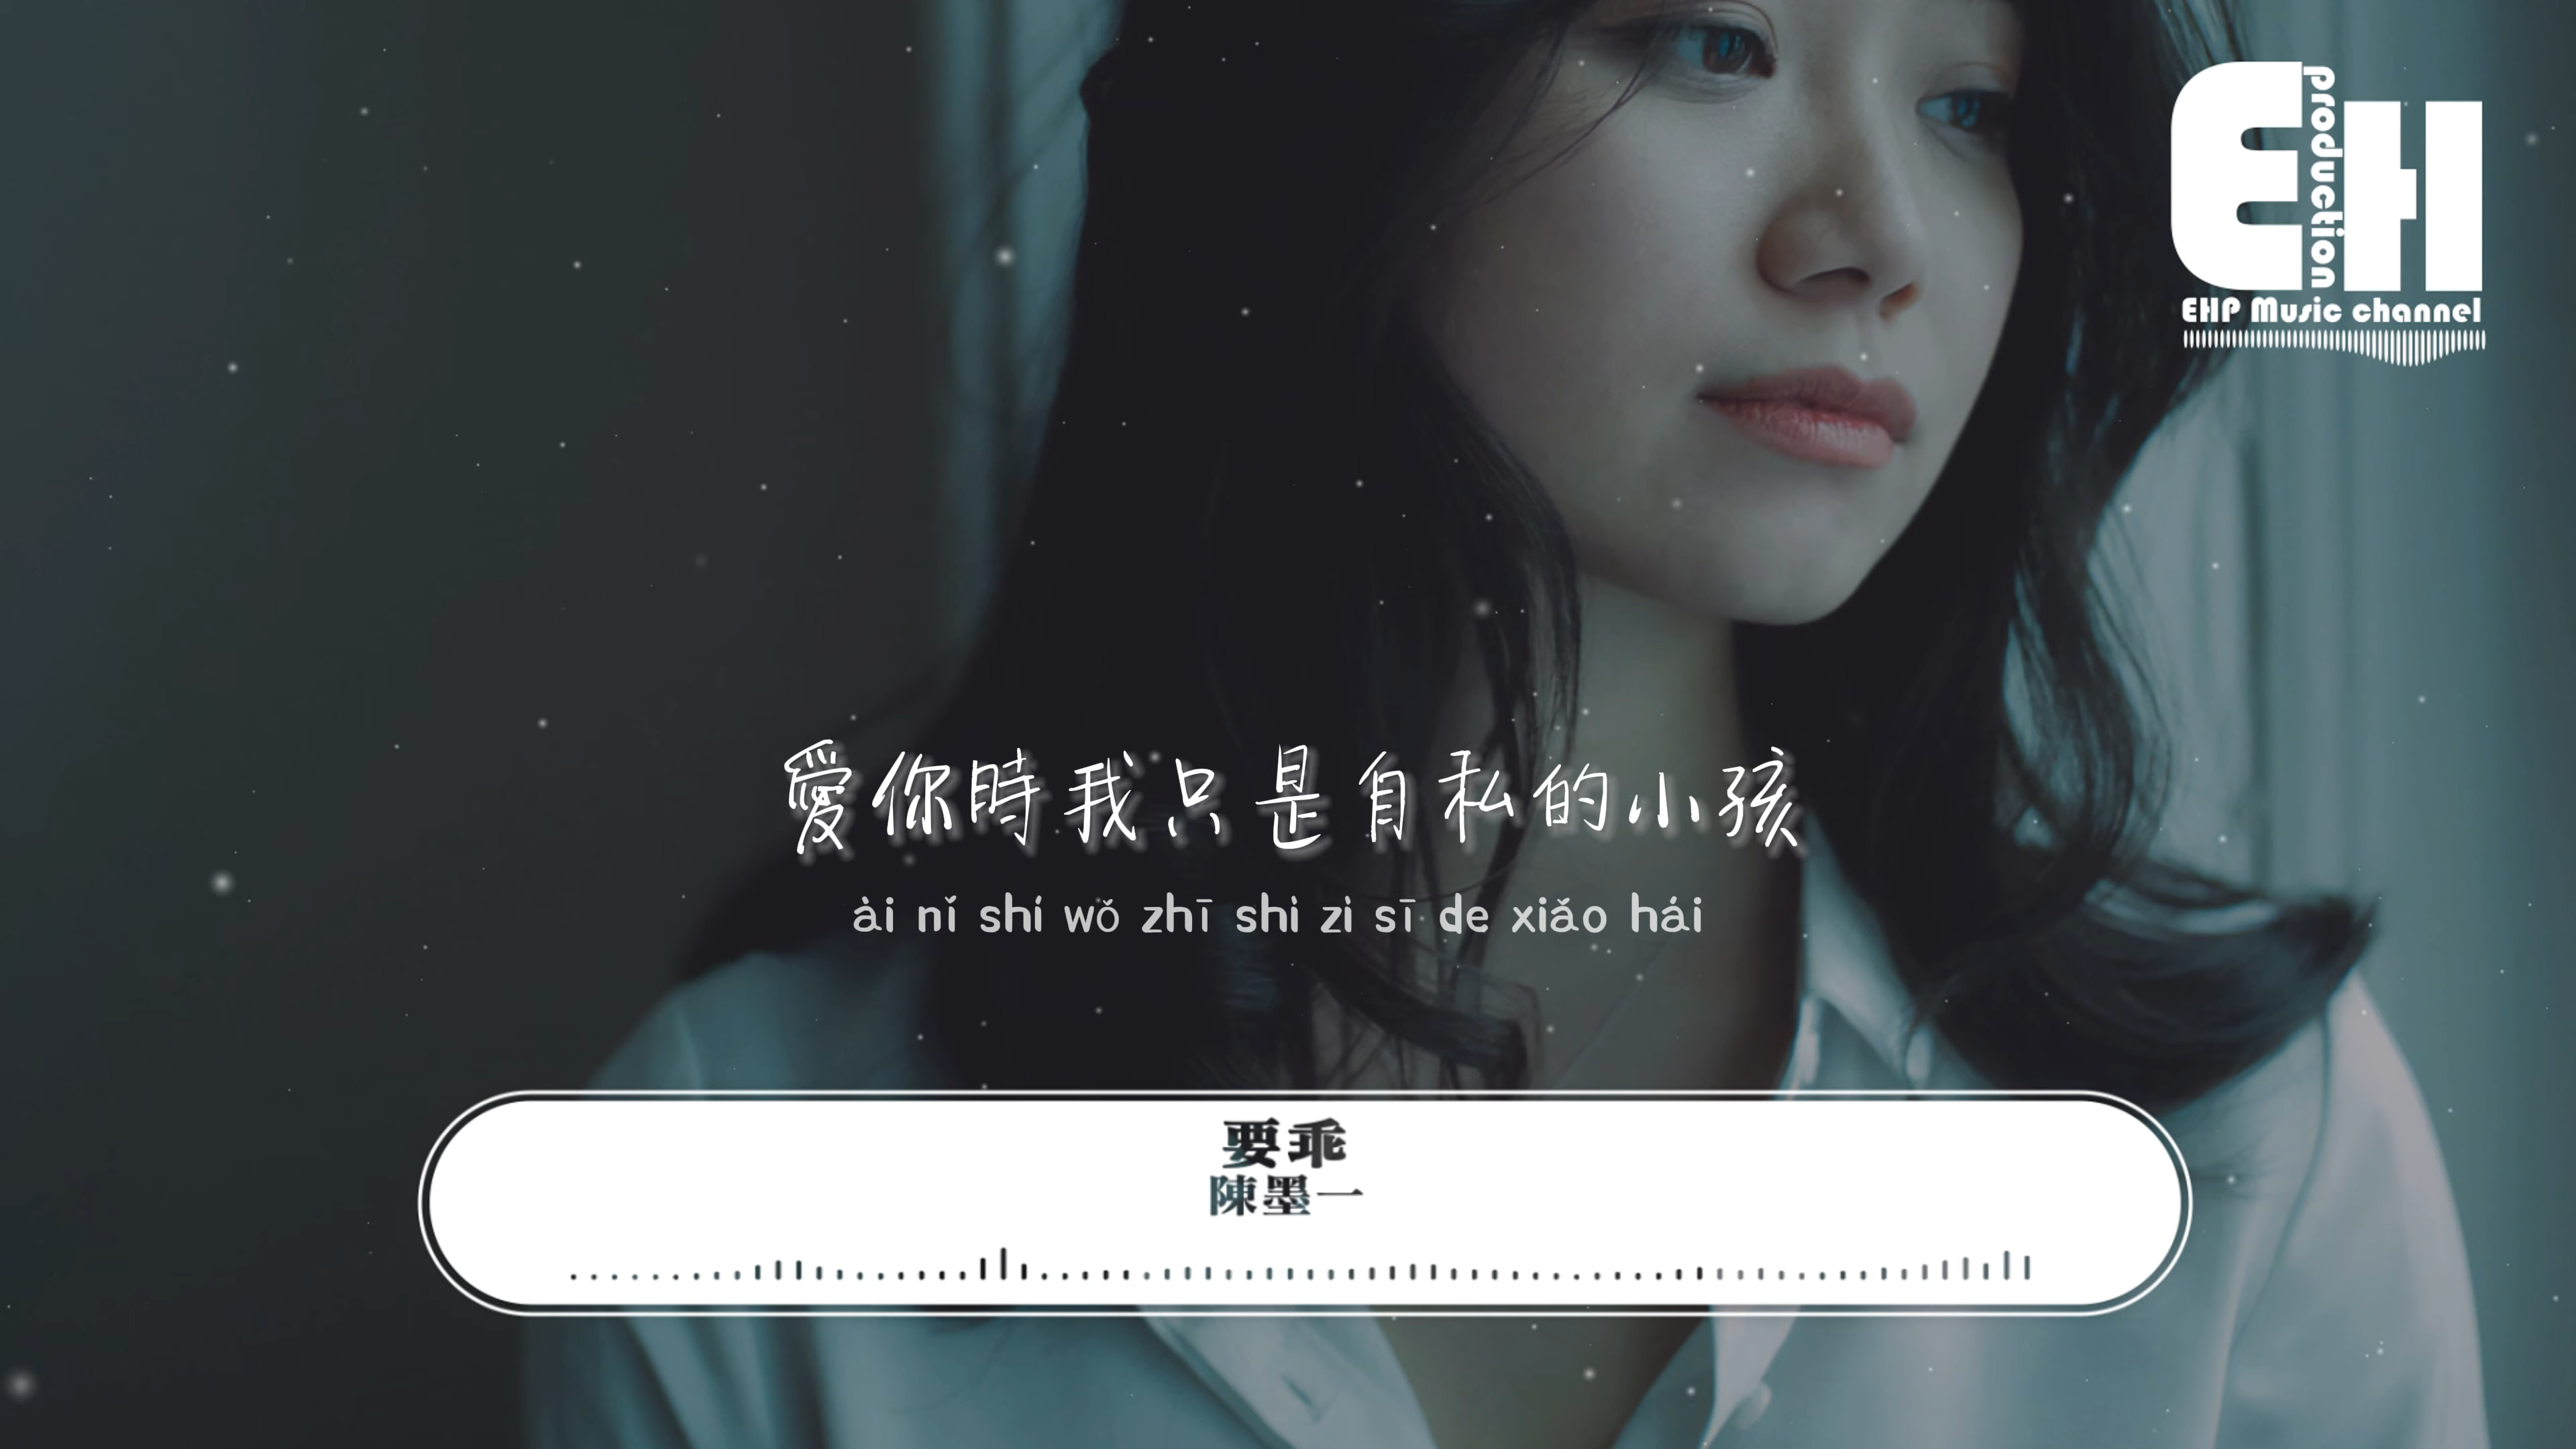 EH
production
EHP Music channel
愛你時我只是自私的小孩
ài nǐ shí wǒ zhī shì zì sī de xiǎo hái
要乖
陳墨一